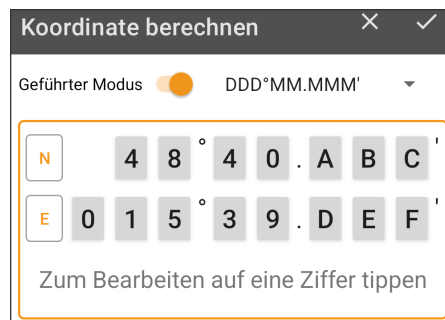 Koordinate berechnen
Geführter Modus DDD°MM.MMM'
N 48°40.ABC'
E 015°39.DEF'
Zum Bearbeiten auf eine Ziffer tippen